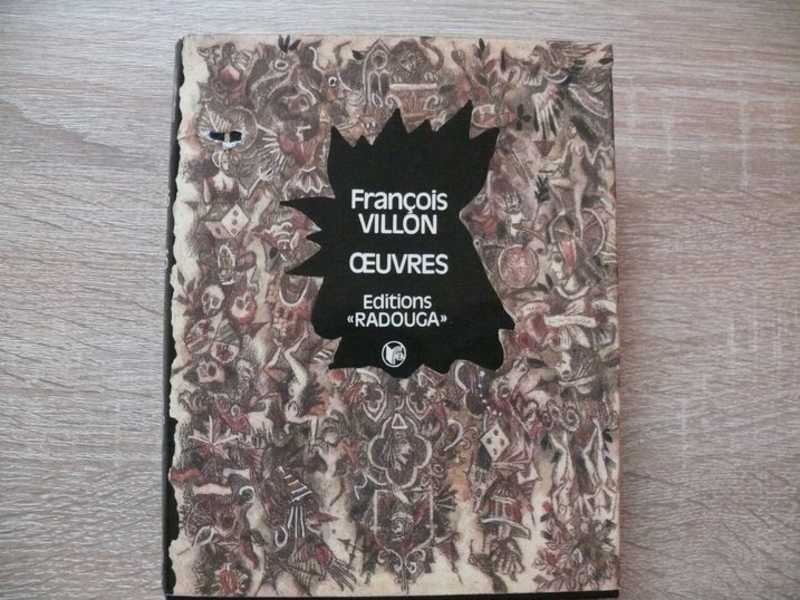 François
VILLON
ŒUVRES
Editions
«RADOUGA»